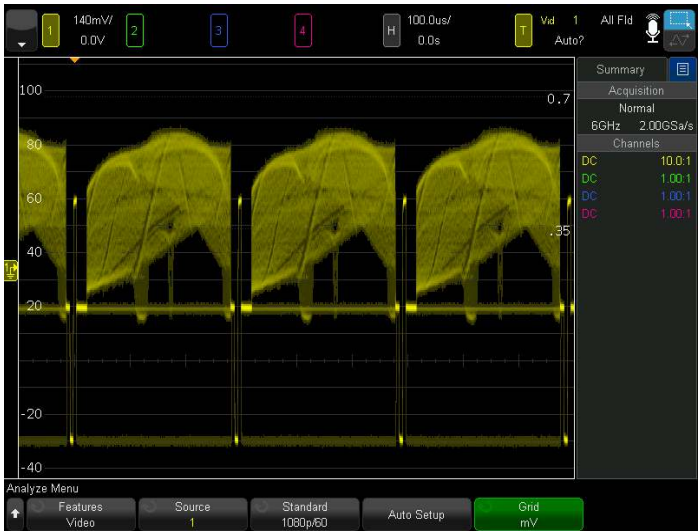 1 140mV/ 2 3 4 H 100.0us/ T Vid 1 All Fld
0.0V 0.0s Auto?
Summary
Acquisition
Normal
6GHz 2.00GSa/s
Channels
DC 10.0:1
DC 1.00:1
DC 1.00:1
DC 1.00:1
100
0.7
80
60
.35
40
20
-20
-40
Analyze Menu
Features Source Standard Auto Setup Grid
Video 1 1080p/60 mV